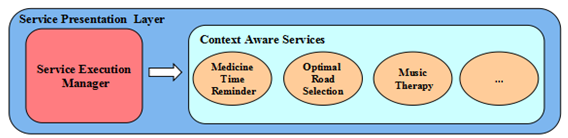 Service Presentation Layer
Service Execution
Manager
Context Aware Services
Medicine
Time
Reminder
Optimal
Road
Selection
Music
Therapy
...